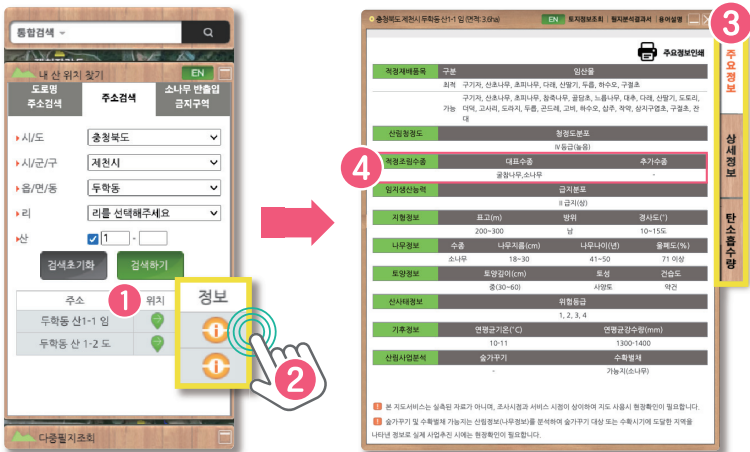 통합검색
내 산 위치 찾기
EN
도로명
주소검색
주소검색
소나무 반출입
금지구역
시/도
충청북도
시/군/구
제천시
읍/면/동
두학동
리
리를 선택해주세요
산
1 -
검색초기화
검색하기
1
주소 위치 정보
두학동 산1-1 임
두학동 산 1-2 도
2
다중필지조회
충청북도 제천시 두학동 산1-1 임 (면적: 3.6ha)
EN 토지정보조회 | 필지분석결과서 | 용어설명
3
주요정보
상세정보
탄소흡수량
주요정보인쇄
적정재배품목 구분 임산물
최적 구기자, 산초나무, 초피나무, 다래, 산딸기, 두릅, 하수오, 구절초
가능 구기자, 산초나무, 초피나무, 참죽나무, 골담초, 느릅나무, 대추, 다래, 산딸기, 도토리, 더덕, 고사리, 도라지, 두릅, 곤드레, 고비, 하수오, 삽주, 작약, 삼지구엽초, 구절초, 잔대
산림청정도 청정도분포
Ⅳ등급(높음)
4
적정조림수종 대표수종 추가수종
굴참나무,소나무 -
임지생산능력 급지분포
Ⅱ급지(상)
지형정보 표고(m) 방위 경사도(°)
200~300 남 10~15도
나무정보 수종 나무지름(cm) 나무나이(년) 울폐도(%)
소나무 18~30 41~50 71 이상
토양정보 토양깊이(cm) 토성 건습도
중(30~60) 사양토 약건
산사태정보 위험등급
1, 2, 3, 4
기후정보 연평균기온(°C) 연평균강수량(mm)
10-11 1300-1400
산림사업분석 숲가꾸기 수확벌채
- 가능지(소나무)
본 지도서비스는 실측된 자료가 아니며, 조사시점과 서비스 시점이 상이하여 지도 사용시 현장확인이 필요합니다.
숲가꾸기 및 수확벌채 가능지는 산림정보(나무정보)를 분석하여 숲가꾸기 대상 또는 수확시기에 도달한 지역을
나타낸 정보로 실제 사업추진 시에는 현장확인이 필요합니다.